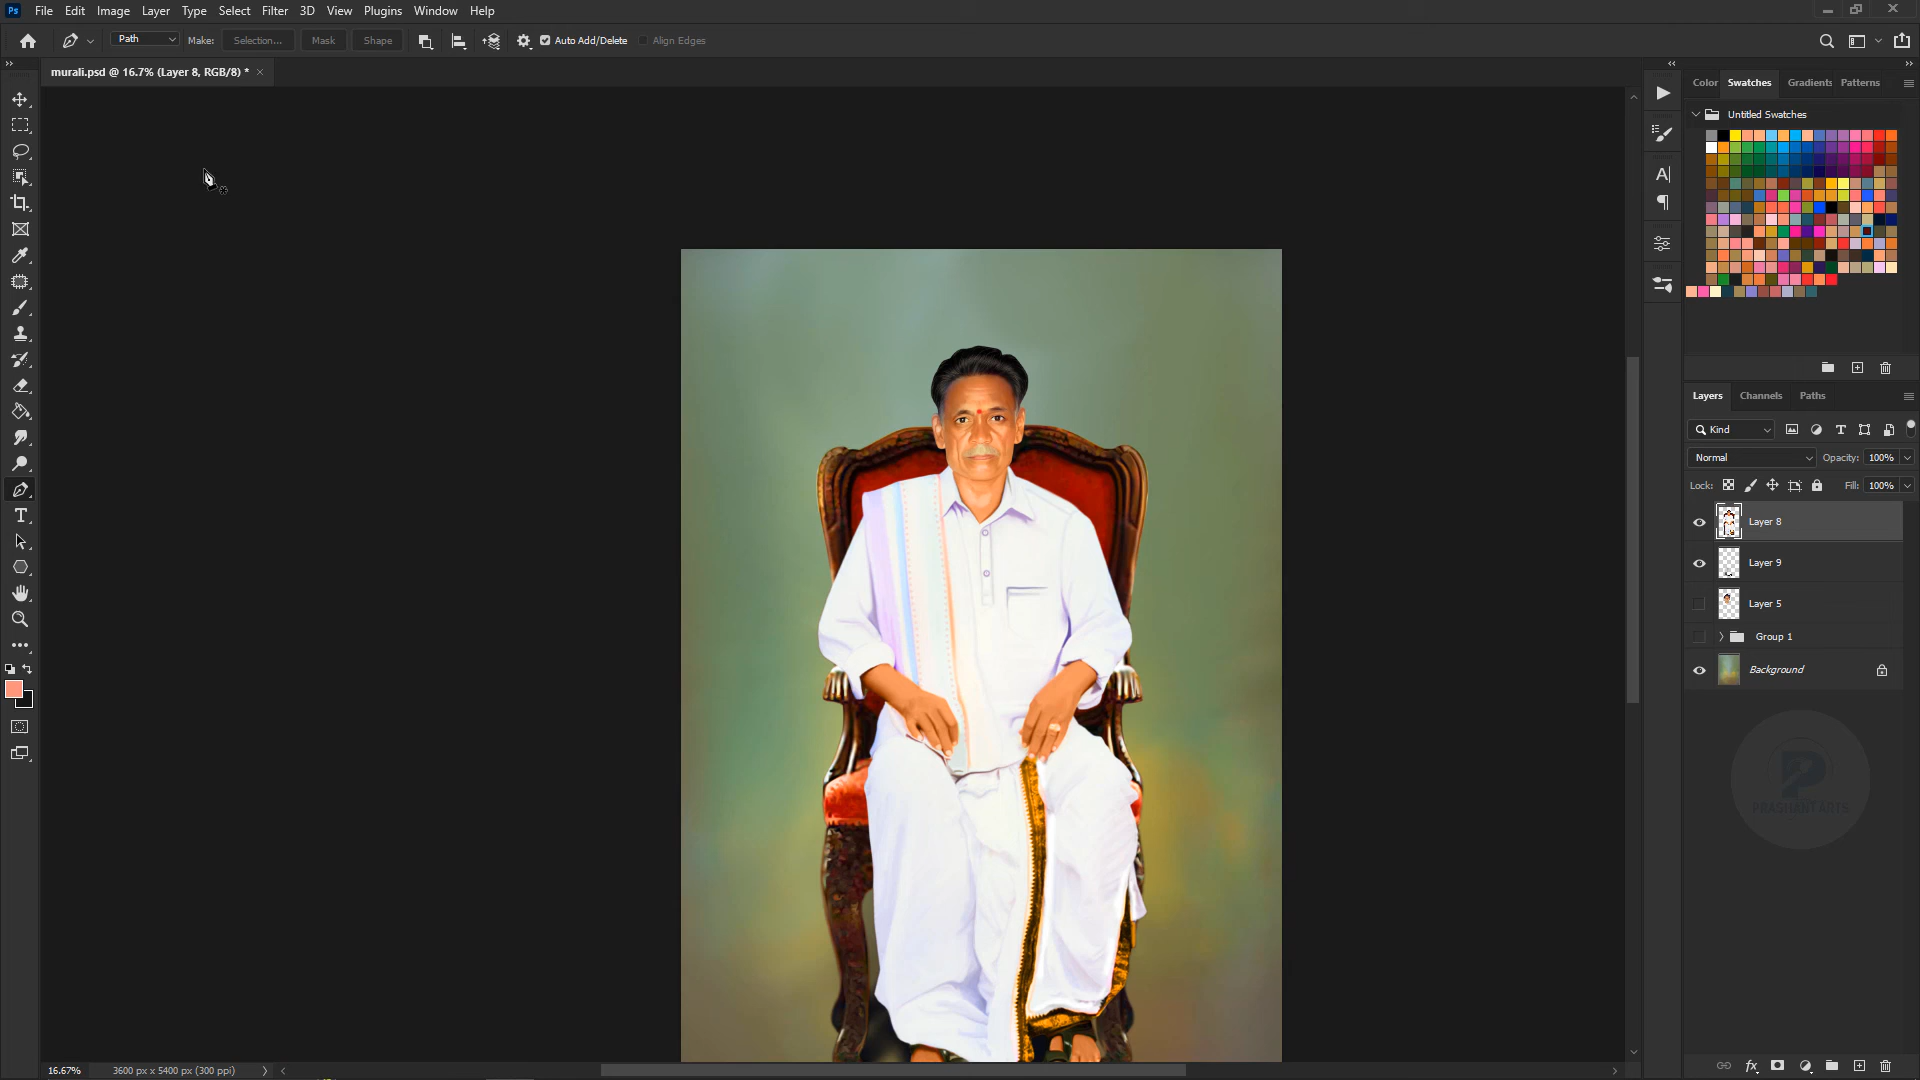 Ps File Edit Image Layer Type Select Filter 3D View Plugins Window Help
Path Make: Selection... Mask Shape Auto Add/Delete Align Edges
murali.psd @ 16.7% (Layer 8, RGB/8) *
Color Swatches Gradients Patterns
Untitled Swatches
Layers Channels Paths
Kind
Normal Opacity: 100%
Lock: Fill: 100%
Layer 8
Layer 9
Layer 5
Group 1
Background
PRASHANT ARTS
16.67% 3600 px x 5400 px (300 ppi)